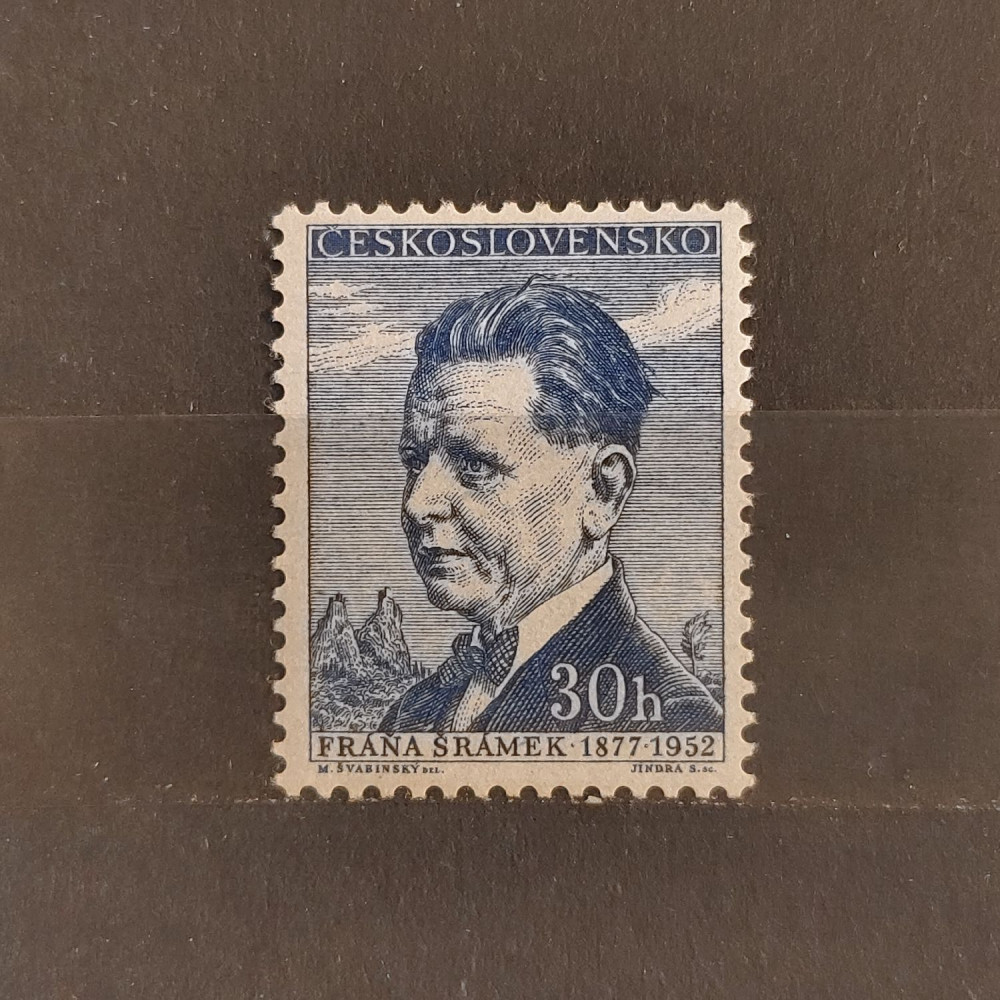 ČESKOSLOVENSKO
30h
FRÁŇA ŠRÁMEK · 1877-1952
M. ŠVABINSKÝ DEL. JINDRA S. sc.